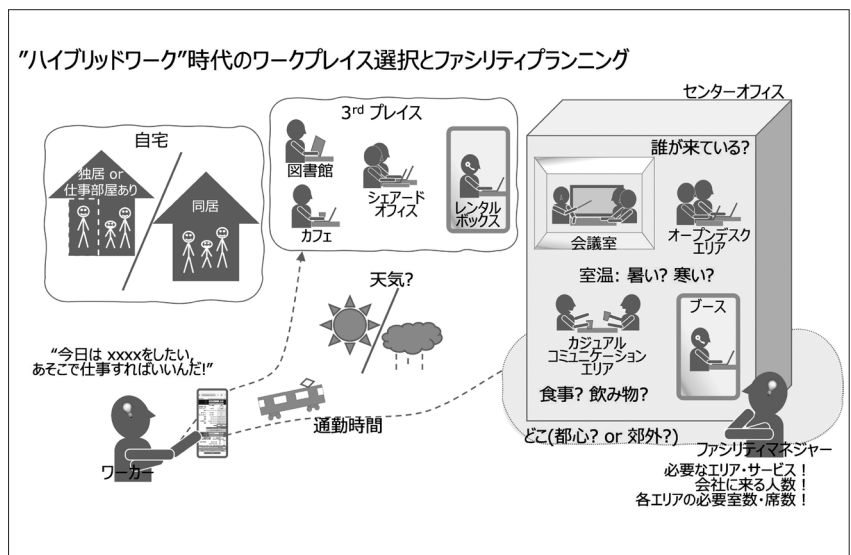 ”ハイブリッドワーク”時代のワークプレイス選択とファシリティプランニング
自宅
独居 or
仕事部屋あり
同居
3rd プレイス
図書館
カフェ
シェアード
オフィス
レンタル
ボックス
センターオフィス
誰が来ている?
会議室
オープンデスク
エリア
室温: 暑い? 寒い?
カジュアル
コミュニケーション
エリア
ブース
食事? 飲み物?
どこ(都心? or 郊外?)
天気?
通勤時間
“今日は xxxxをしたい,
あそこで仕事すればいいんだ!”
ワーカー
ファシリティマネジャー
必要なエリア・サービス！
会社に来る人数！
各エリアの必要室数・席数！